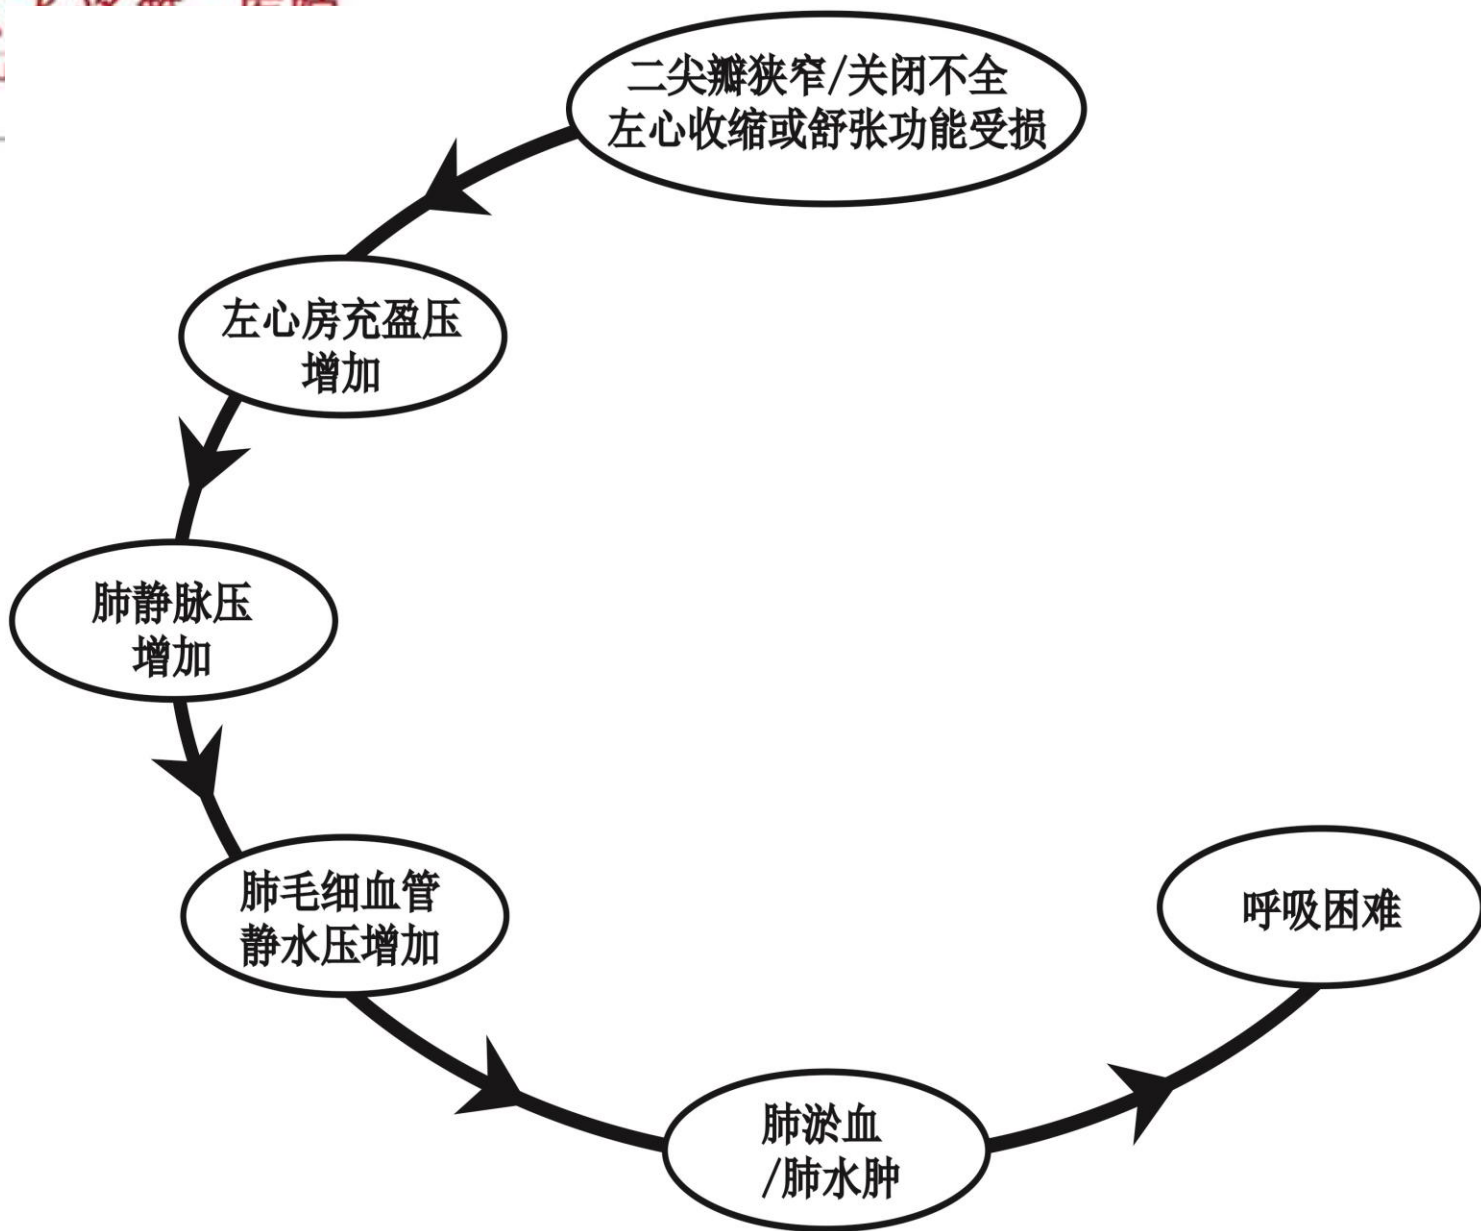 二尖瓣狭窄/关闭不全
左心收缩或舒张功能受损
左心房充盈压
增加
肺静脉压
增加
肺毛细血管
静水压增加
肺淤血
/肺水肿
呼吸困难